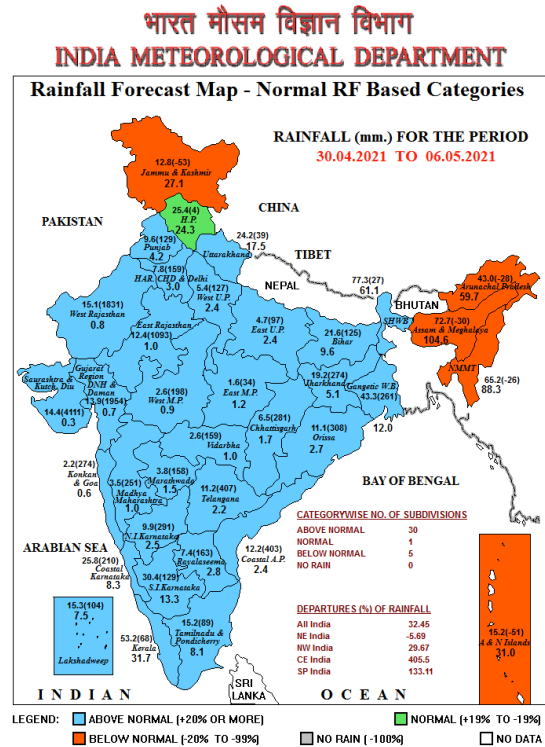 भारत मौसम विज्ञान विभाग
INDIA METEOROLOGICAL DEPARTMENT
Rainfall Forecast Map - Normal RF Based Categories
RAINFALL (mm.) FOR THE PERIOD
30.04.2021 TO 06.05.2021
12.8(-53)
Jammu & Kashmir
27.1
25.4(4)
H.P.
24.3
CHINA
PAKISTAN
9.6(129)
Punjab
4.2
24.2(39)
17.5
Uttarakhand
TIBET
7.8(159)
HAR. CHD & Delhi
3.0
5.4(127)
West U.P.
2.4
NEPAL
77.3(27)
61.1
43.0(-28)
Arunachal Pradesh
59.7
BHUTAN
15.1(1831)
West Rajasthan
0.8
East Rajasthan
12.4(1093)
1.0
4.7(97)
East U.P.
2.4
21.6(125)
Bihar
9.6
SHWB
72.7(-30)
Assam & Meghalaya
104.6
NMMT
65.2(-26)
88.3
Saurashtra &
Kutch, Diu
14.4(4111)
0.3
Gujarat
Region
DNH &
Daman
13.9(1954)
0.7
2.6(198)
West M.P.
0.9
1.6(34)
East M.P.
1.2
19.2(274)
Jharkhand
5.1
Gangetic W.B.
43.3(261)
12.0
6.5(281)
Chhattisgarh
1.7
11.1(308)
Orissa
2.7
2.6(159)
Vidarbha
1.0
2.2(274)
Konkan
& Goa
0.6
3.5(251)
Madhya
Maharashtra
1.0
3.8(158)
Marathwada
1.5
11.2(407)
Telangana
2.2
BAY OF BENGAL
9.9(291)
N.I.Karnataka
2.5
ARABIAN SEA
25.8(210)
Coastal
Karnataka
8.3
7.4(163)
Rayalaseema
2.8
12.2(403)
Coastal A.P.
2.4
30.4(129)
S.I.Karnataka
13.3
15.3(104)
7.5
Lakshadweep
53.2(68)
Kerala
31.7
15.2(89)
Tamilnadu &
Pondicherry
8.1
15.2(-51)
A & N Islands
31.0
CATEGORYWISE NO. OF SUBDIVISIONS
ABOVE NORMAL 30
NORMAL 1
BELOW NORMAL 5
NO RAIN 0
DEPARTURES (%) OF RAINFALL
All India 32.45
NE India -5.69
NW India 29.67
CE India 405.5
SP India 133.11
SRI
LANKA
INDIAN OCEAN
LEGEND: ABOVE NORMAL (+20% OR MORE) NORMAL (+19% TO -19%)
BELOW NORMAL (-20% TO -99%) NO RAIN (-100%) NO DATA